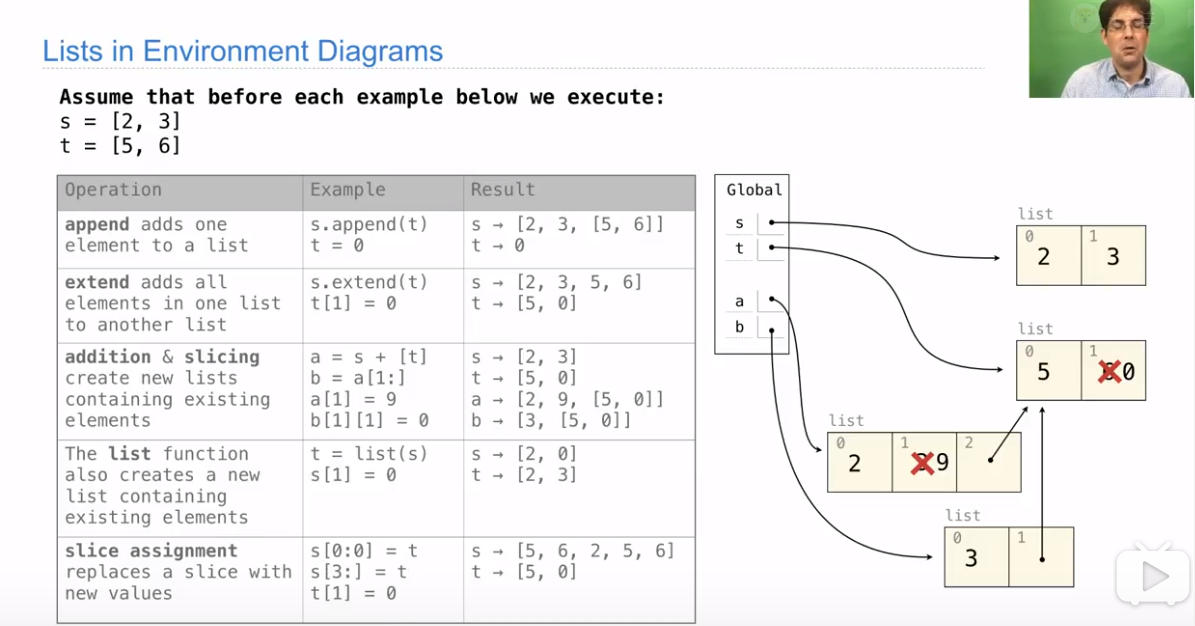 Lists in Environment Diagrams
Assume that before each example below we execute:
s = [2, 3]
t = [5, 6]
Operation Example Result
append adds one s.append(t) s → [2, 3, [5, 6]]
element to a list t = 0 t → 0
extend adds all s.extend(t) s → [2, 3, 5, 6]
elements in one list t[1] = 0 t → [5, 0]
to another list
addition & slicing a = s + [t] s → [2, 3]
create new lists b = a[1:] t → [5, 0]
containing existing a[1] = 9 a → [2, 9, [5, 0]]
elements b[1][1] = 0 b → [3, [5, 0]]
The list function t = list(s) s → [2, 0]
also creates a new s[1] = 0 t → [2, 3]
list containing
existing elements
slice assignment s[0:0] = t s → [5, 6, 2, 5, 6]
replaces a slice with s[3:] = t t → [5, 0]
new values t[1] = 0
Global
s
t
a
b
list
0 1
2 3
list
0 1
5 0
list
0 1 2
2 9
list
0 1
3